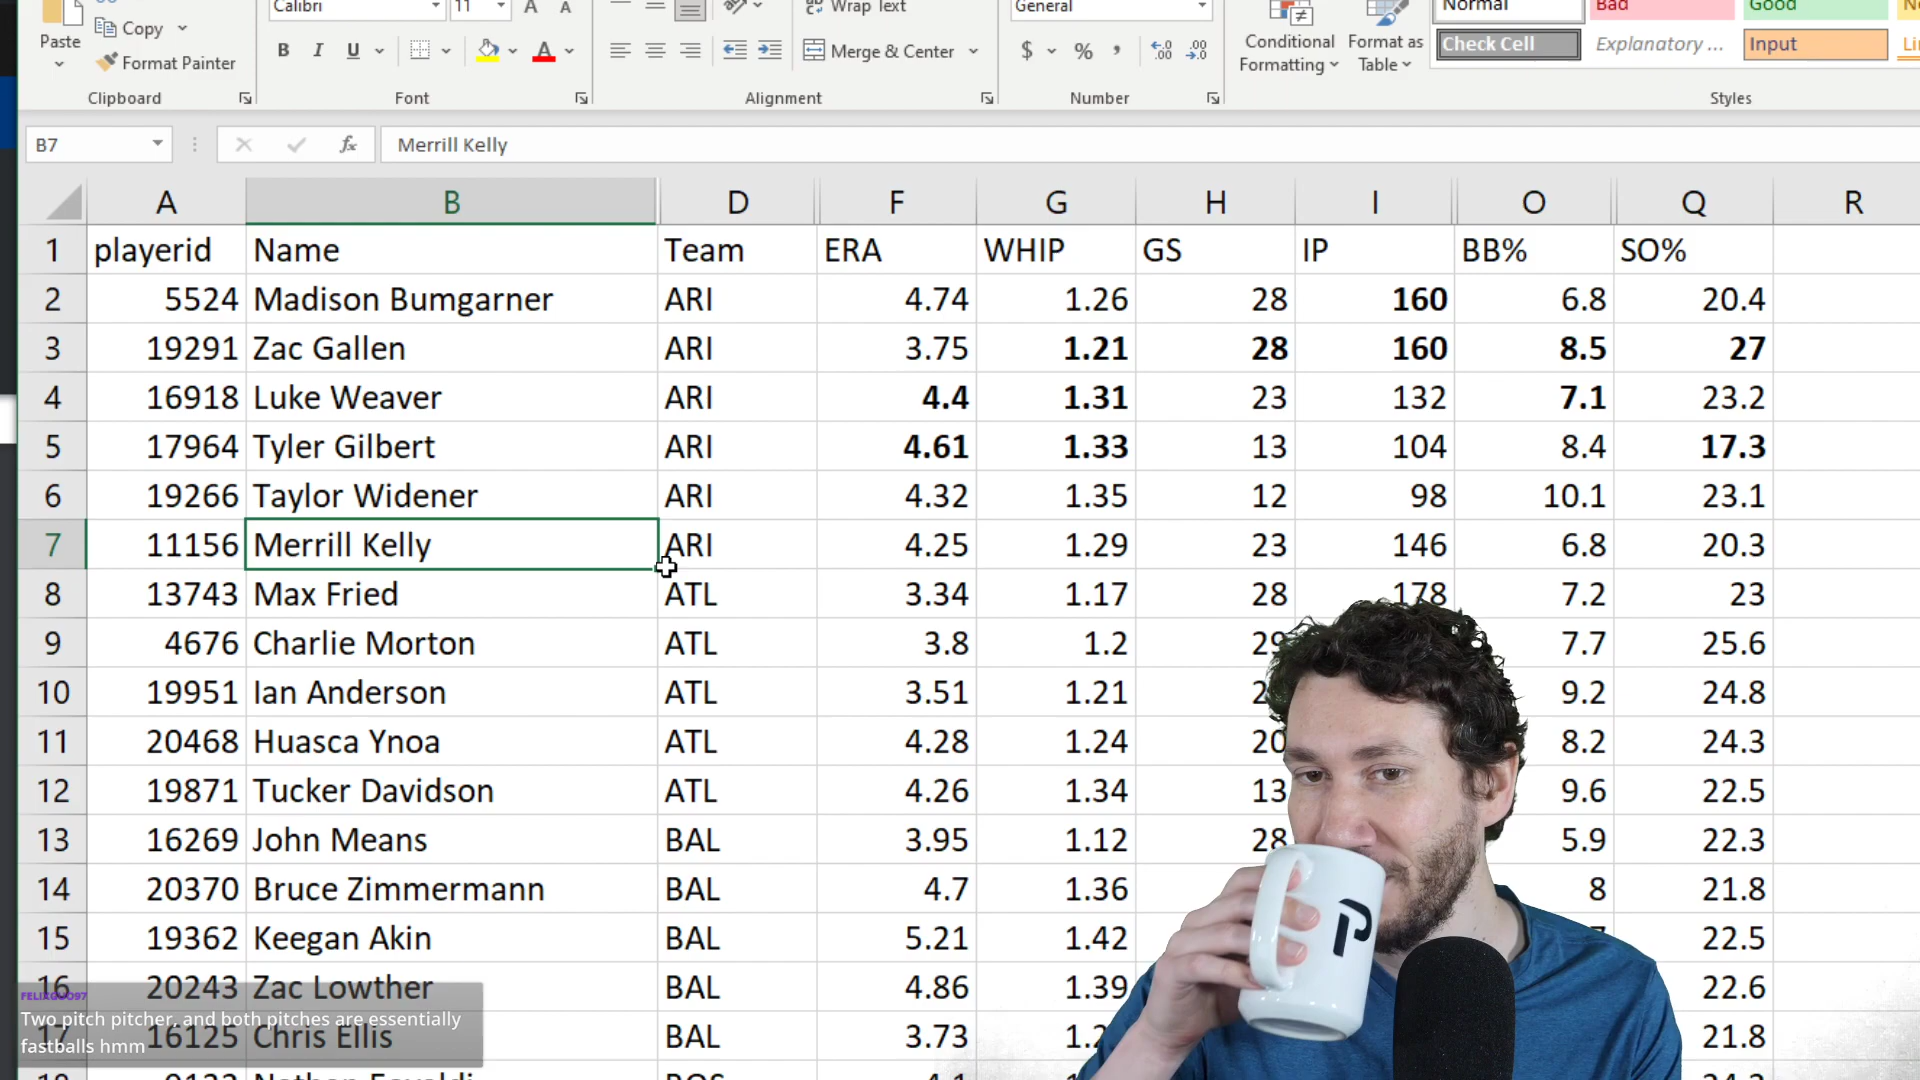 Paste
Copy
Format Painter
Clipboard
Calibri
11
A
A
B
I
U
A
Font
Wrap Text
Merge & Center
Alignment
General
$
%
Number
Conditional
Formatting
Format as
Table
Normal
Bad
Good
Check Cell
Explanatory ...
Input
Styles
B7
fx
Merrill Kelly
A B D F G H I O Q R
1 playerid Name Team ERA WHIP GS IP BB% SO%
2 5524 Madison Bumgarner ARI 4.74 1.26 28 160 6.8 20.4
3 19291 Zac Gallen ARI 3.75 1.21 28 160 8.5 27
4 16918 Luke Weaver ARI 4.4 1.31 23 132 7.1 23.2
5 17964 Tyler Gilbert ARI 4.61 1.33 13 104 8.4 17.3
6 19266 Taylor Widener ARI 4.32 1.35 12 98 10.1 23.1
7 11156 Merrill Kelly ARI 4.25 1.29 23 146 6.8 20.3
8 13743 Max Fried ATL 3.34 1.17 28 178 7.2 23
9 4676 Charlie Morton ATL 3.8 1.2 29 7.7 25.6
10 19951 Ian Anderson ATL 3.51 1.21 9.2 24.8
11 20468 Huasca Ynoa ATL 4.28 1.24 20 8.2 24.3
12 19871 Tucker Davidson ATL 4.26 1.34 13 9.6 22.5
13 16269 John Means BAL 3.95 1.12 28 5.9 22.3
14 20370 Bruce Zimmermann BAL 4.7 1.36 8 21.8
15 19362 Keegan Akin BAL 5.21 1.42 22.5
16 20243 Zac Lowther BAL 4.86 1.39 22.6
17 16125 Chris Ellis BAL 3.73 21.8
Two pitch pitcher, and both pitches are essentially
fastballs hmm
P